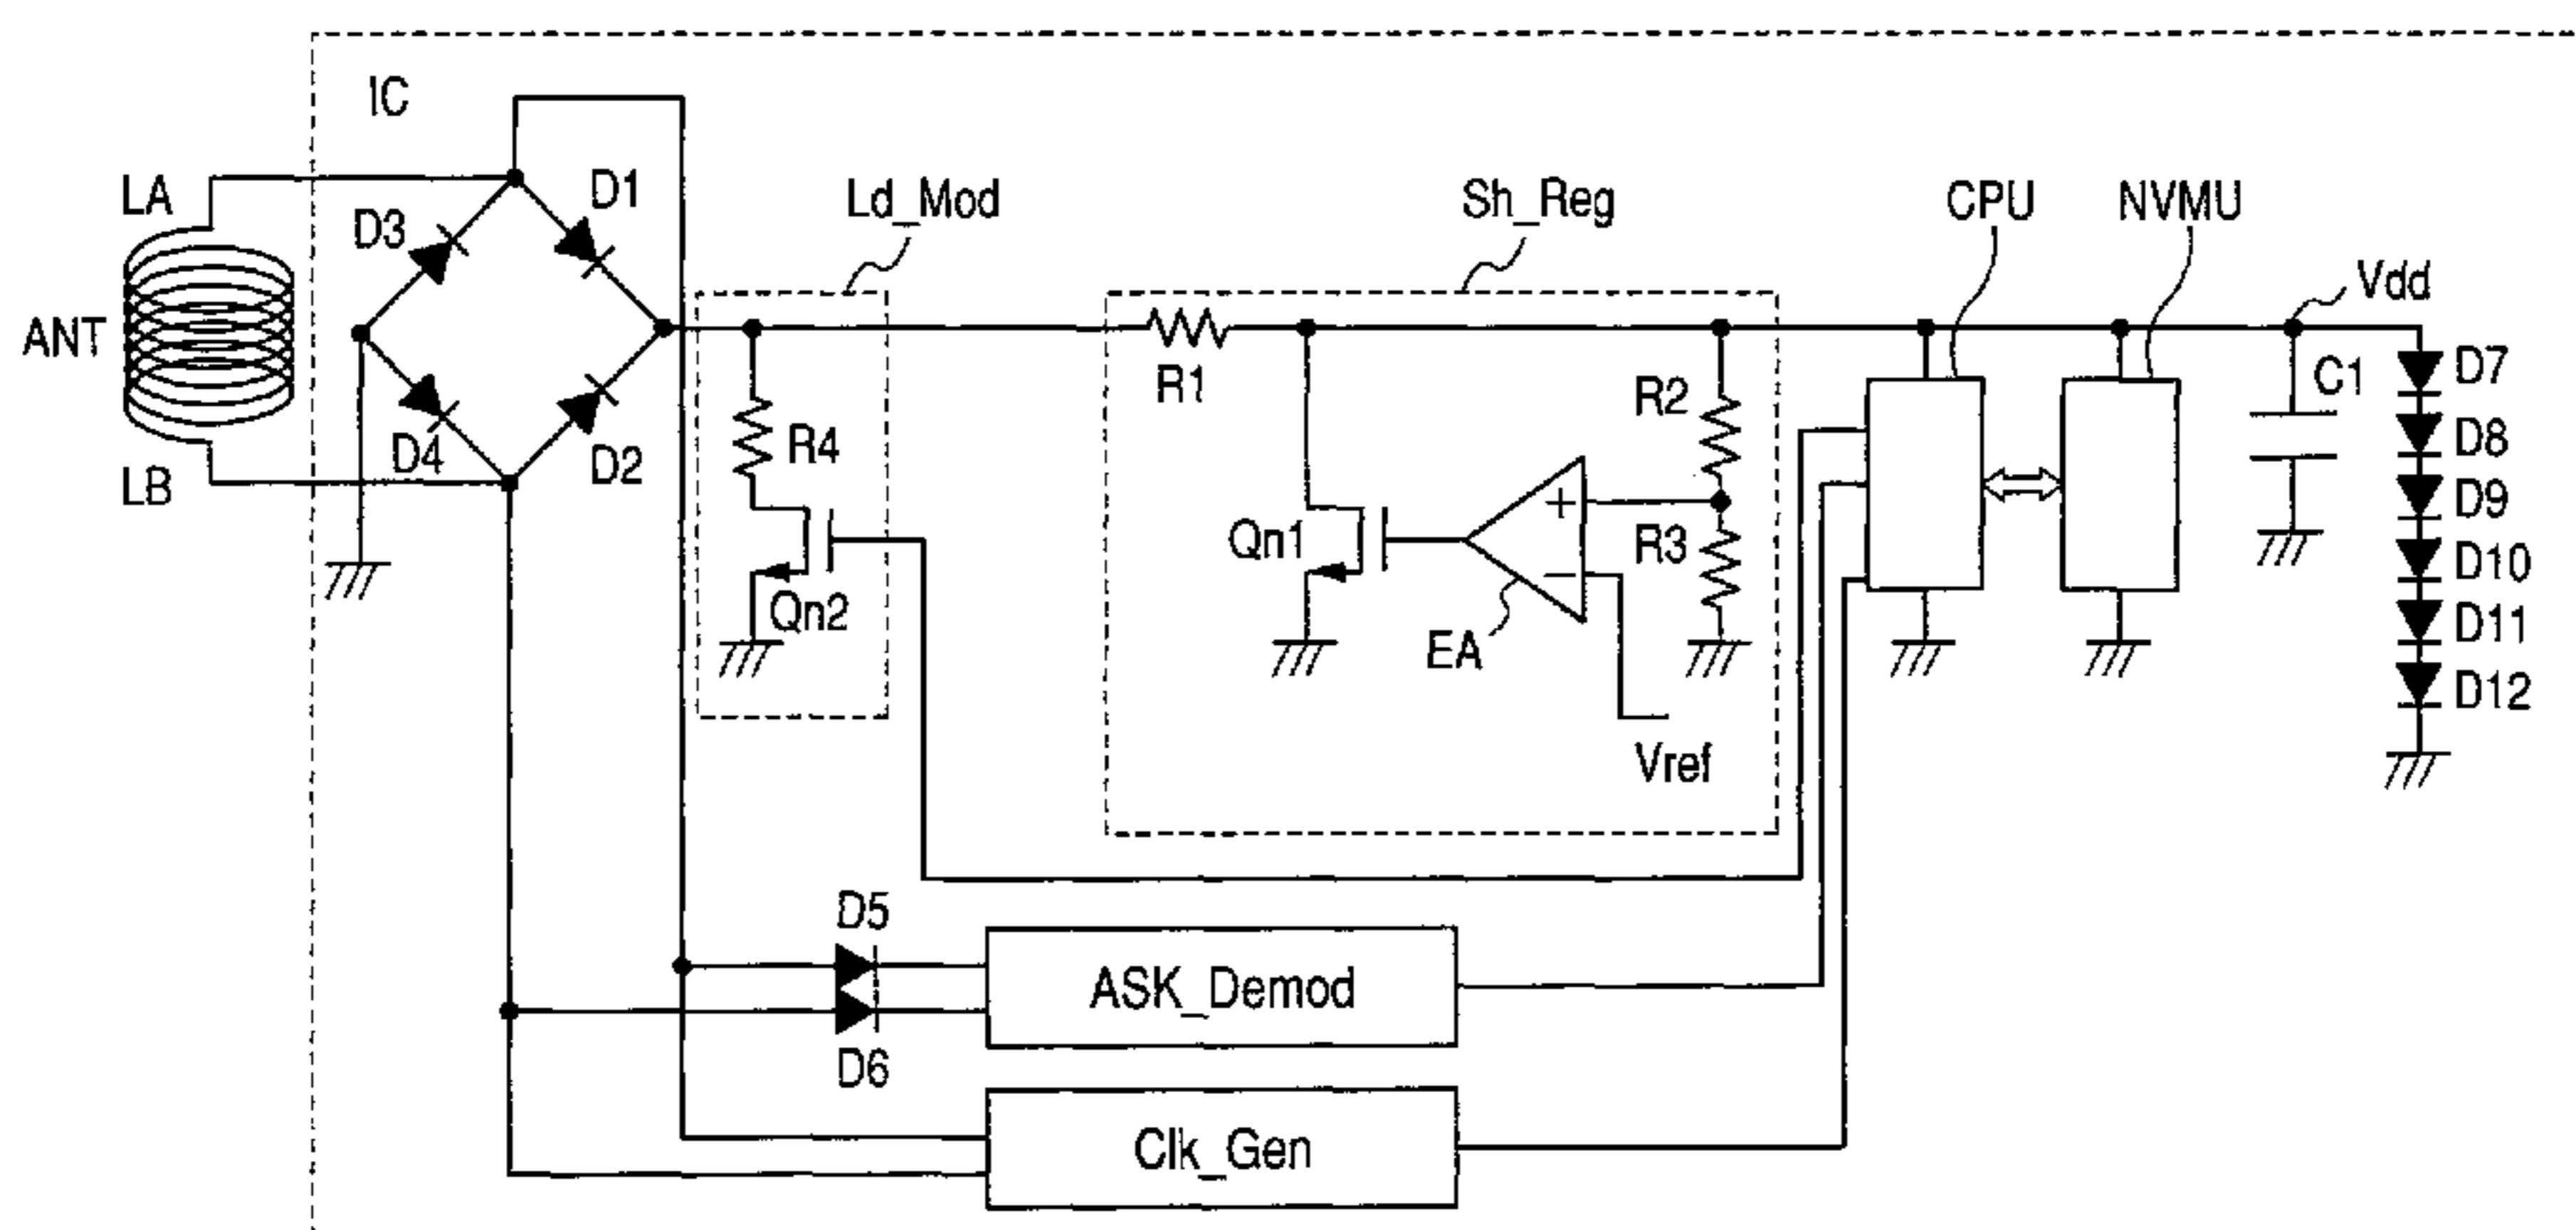 IC
LA
ANT
LB
D3
D1
D4
D2
Ld_Mod
R4
Qn2
Sh_Reg
R1
R2
Qn1
+
−
R3
EA
Vref
CPU
NVMU
Vdd
C1
D7
D8
D9
D10
D11
D12
D5
ASK_Demod
D6
Clk_Gen